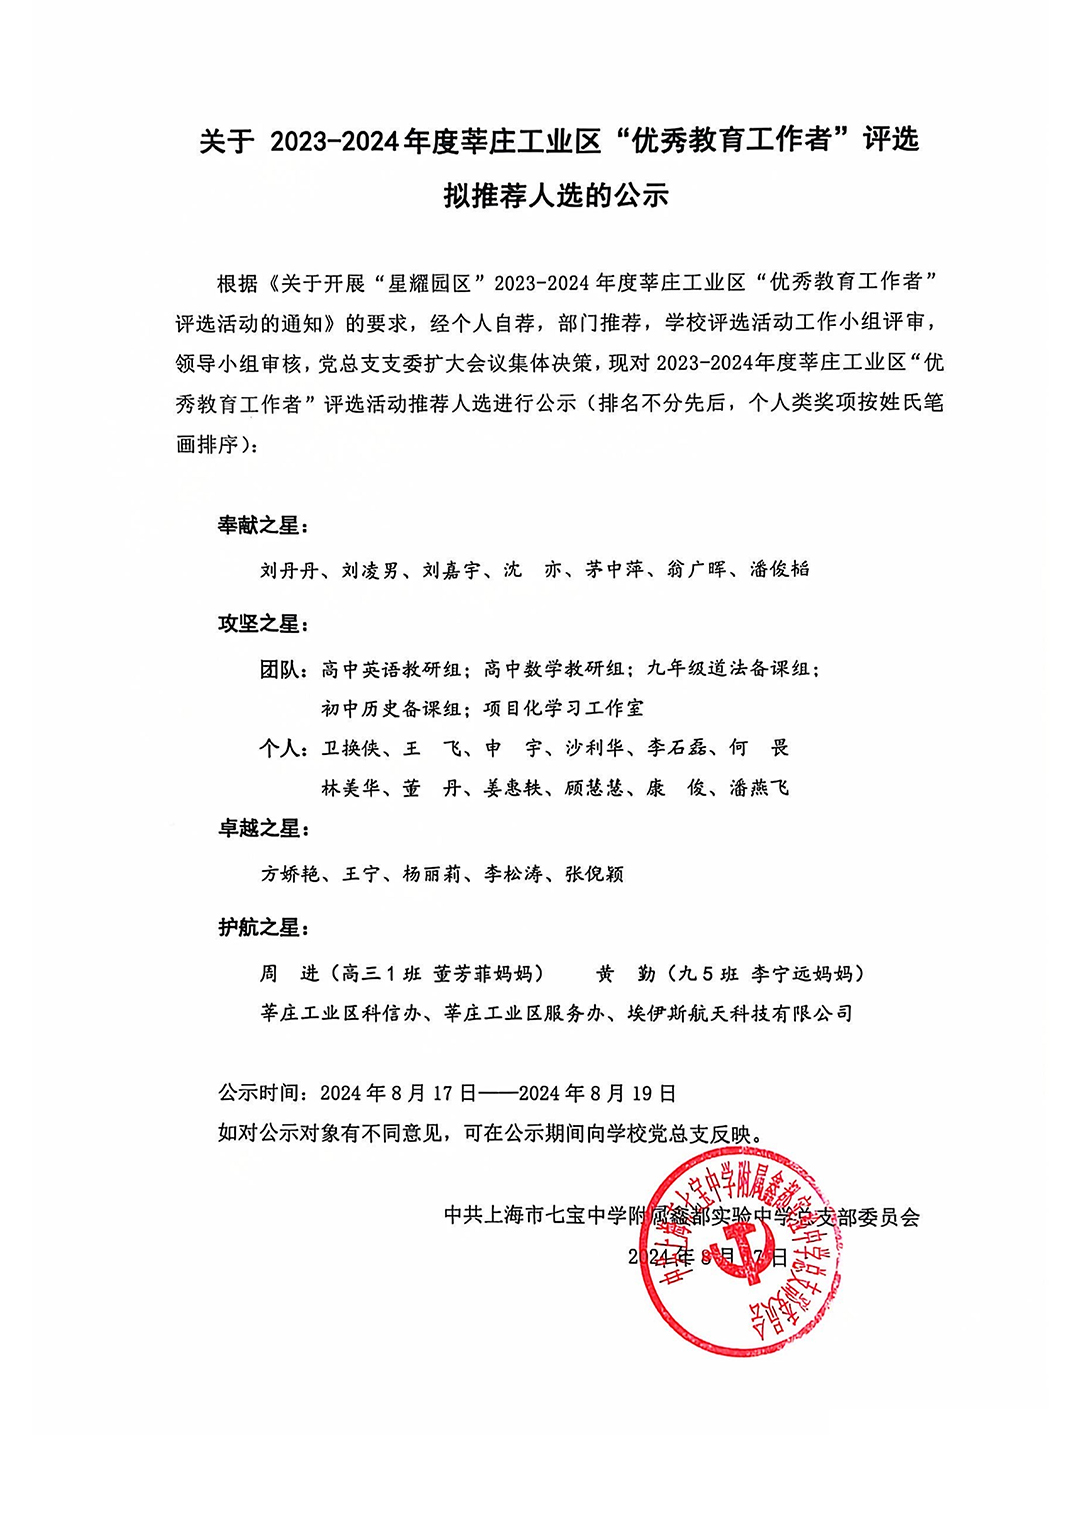 关于 2023-2024年度莘庄工业区“优秀教育工作者”评选
拟推荐人选的公示
根据《关于开展“星耀园区”2023-2024 年度莘庄工业区“优秀教育工作者”
评选活动的通知》的要求，经个人自荐，部门推荐，学校评选活动工作小组评审，
领导小组审核，党总支支委扩大会议集体决策，现对 2023-2024年度莘庄工业区“优
秀教育工作者”评选活动推荐人选进行公示（排名不分先后，个人类奖项按姓氏笔
画排序）：
奉献之星：
刘丹丹、刘凌男、刘嘉宇、沈　亦、茅中萍、翁广晖、潘俊韬
攻坚之星：
团队：高中英语教研组；高中数学教研组；九年级道法备课组；
初中历史备课组；项目化学习工作室
个人：卫换侠、王　飞、申　宇、沙利华、李石磊、何　畏
林美华、董　丹、姜惠轶、顾慧慧、康　俊、潘燕飞
卓越之星：
方娇艳、王宁、杨丽莉、李松涛、张倪颖
护航之星：
周　进（高三1班 董芳菲妈妈）　　黄　勤（九5班 李宁远妈妈）
莘庄工业区科信办、莘庄工业区服务办、埃伊斯航天科技有限公司
公示时间：2024年8月17日——2024年8月19日
如对公示对象有不同意见，可在公示期间向学校党总支反映。
中共上海市七宝中学附属鑫都实验中学总支部委员会
2024年8月17日
中共上海市七宝中学附属鑫都实验中学总支部委员会